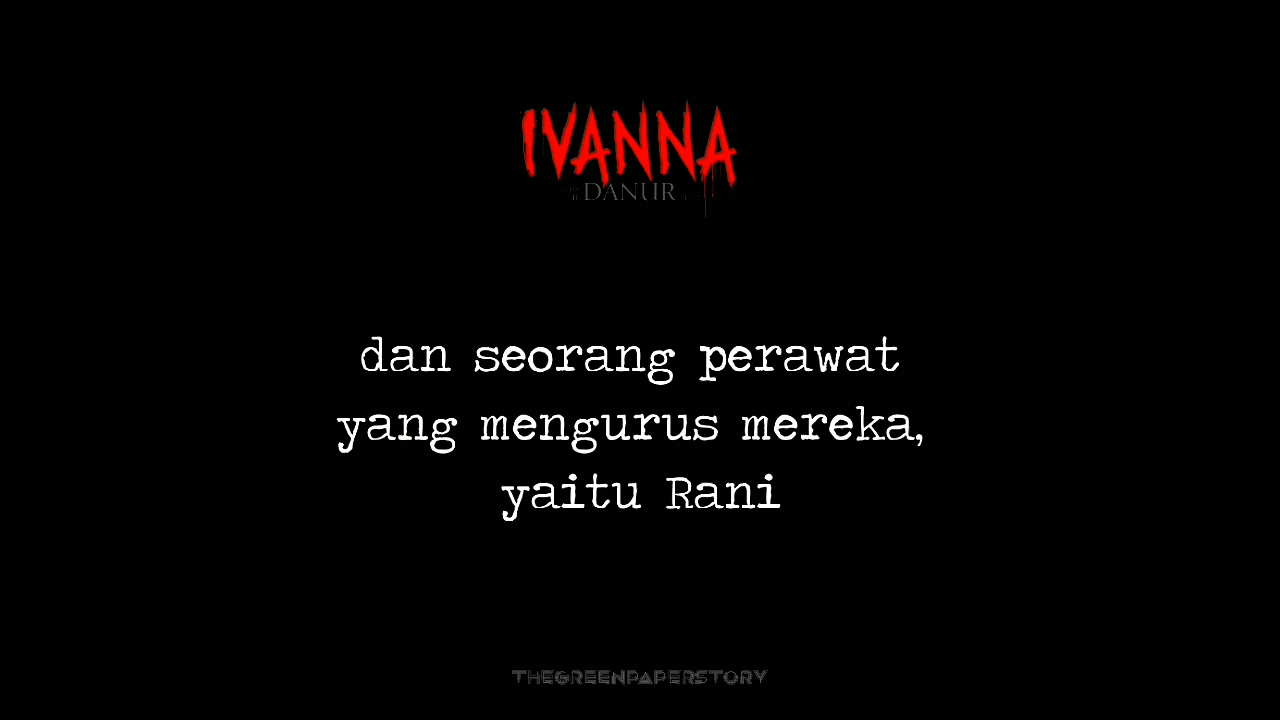 IVANNA
DANUR
dan seorang perawat
yang mengurus mereka,
yaitu Rani
THEGREENPAPERSTORY